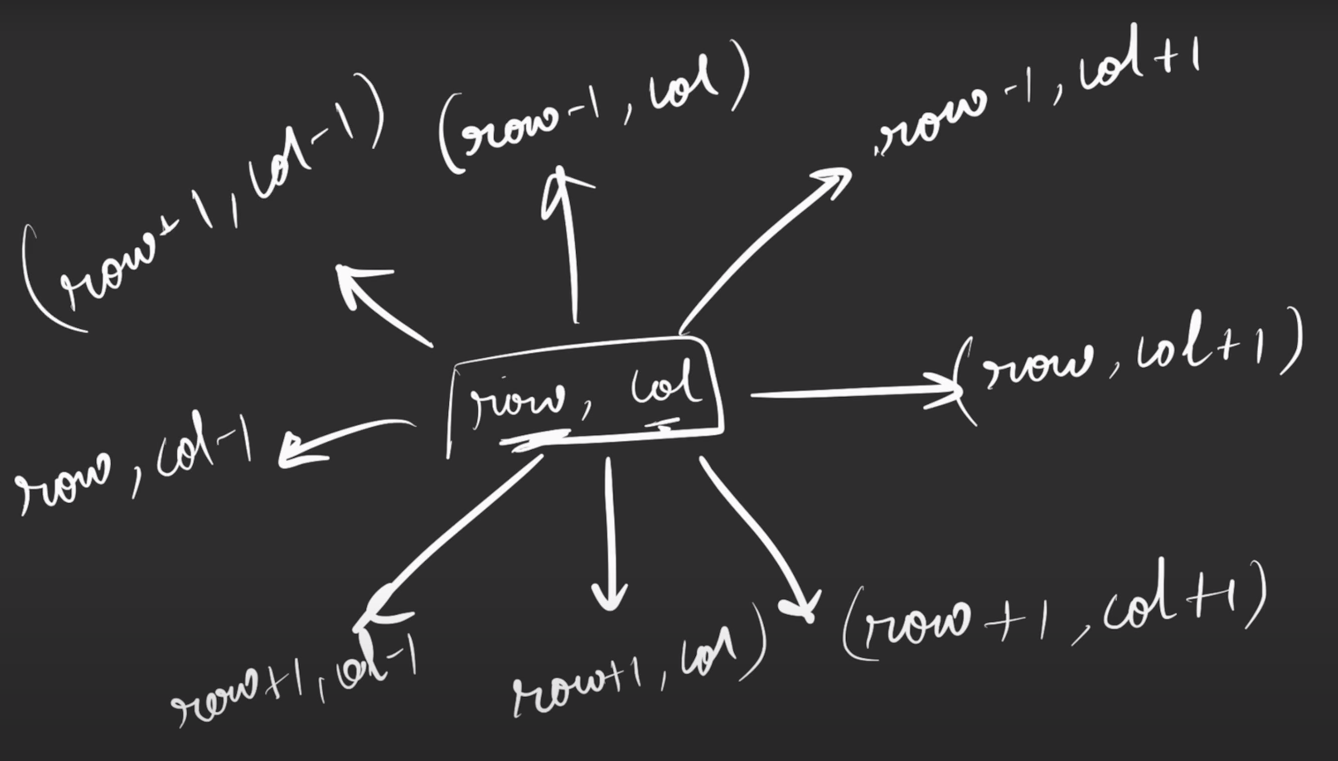 (row+1, col-1)
(row-1, col)
row-1, col+1
row, col
(row, col+1)
row, col-1
row+1, col-1
row+1, col)
(row+1, col+1)